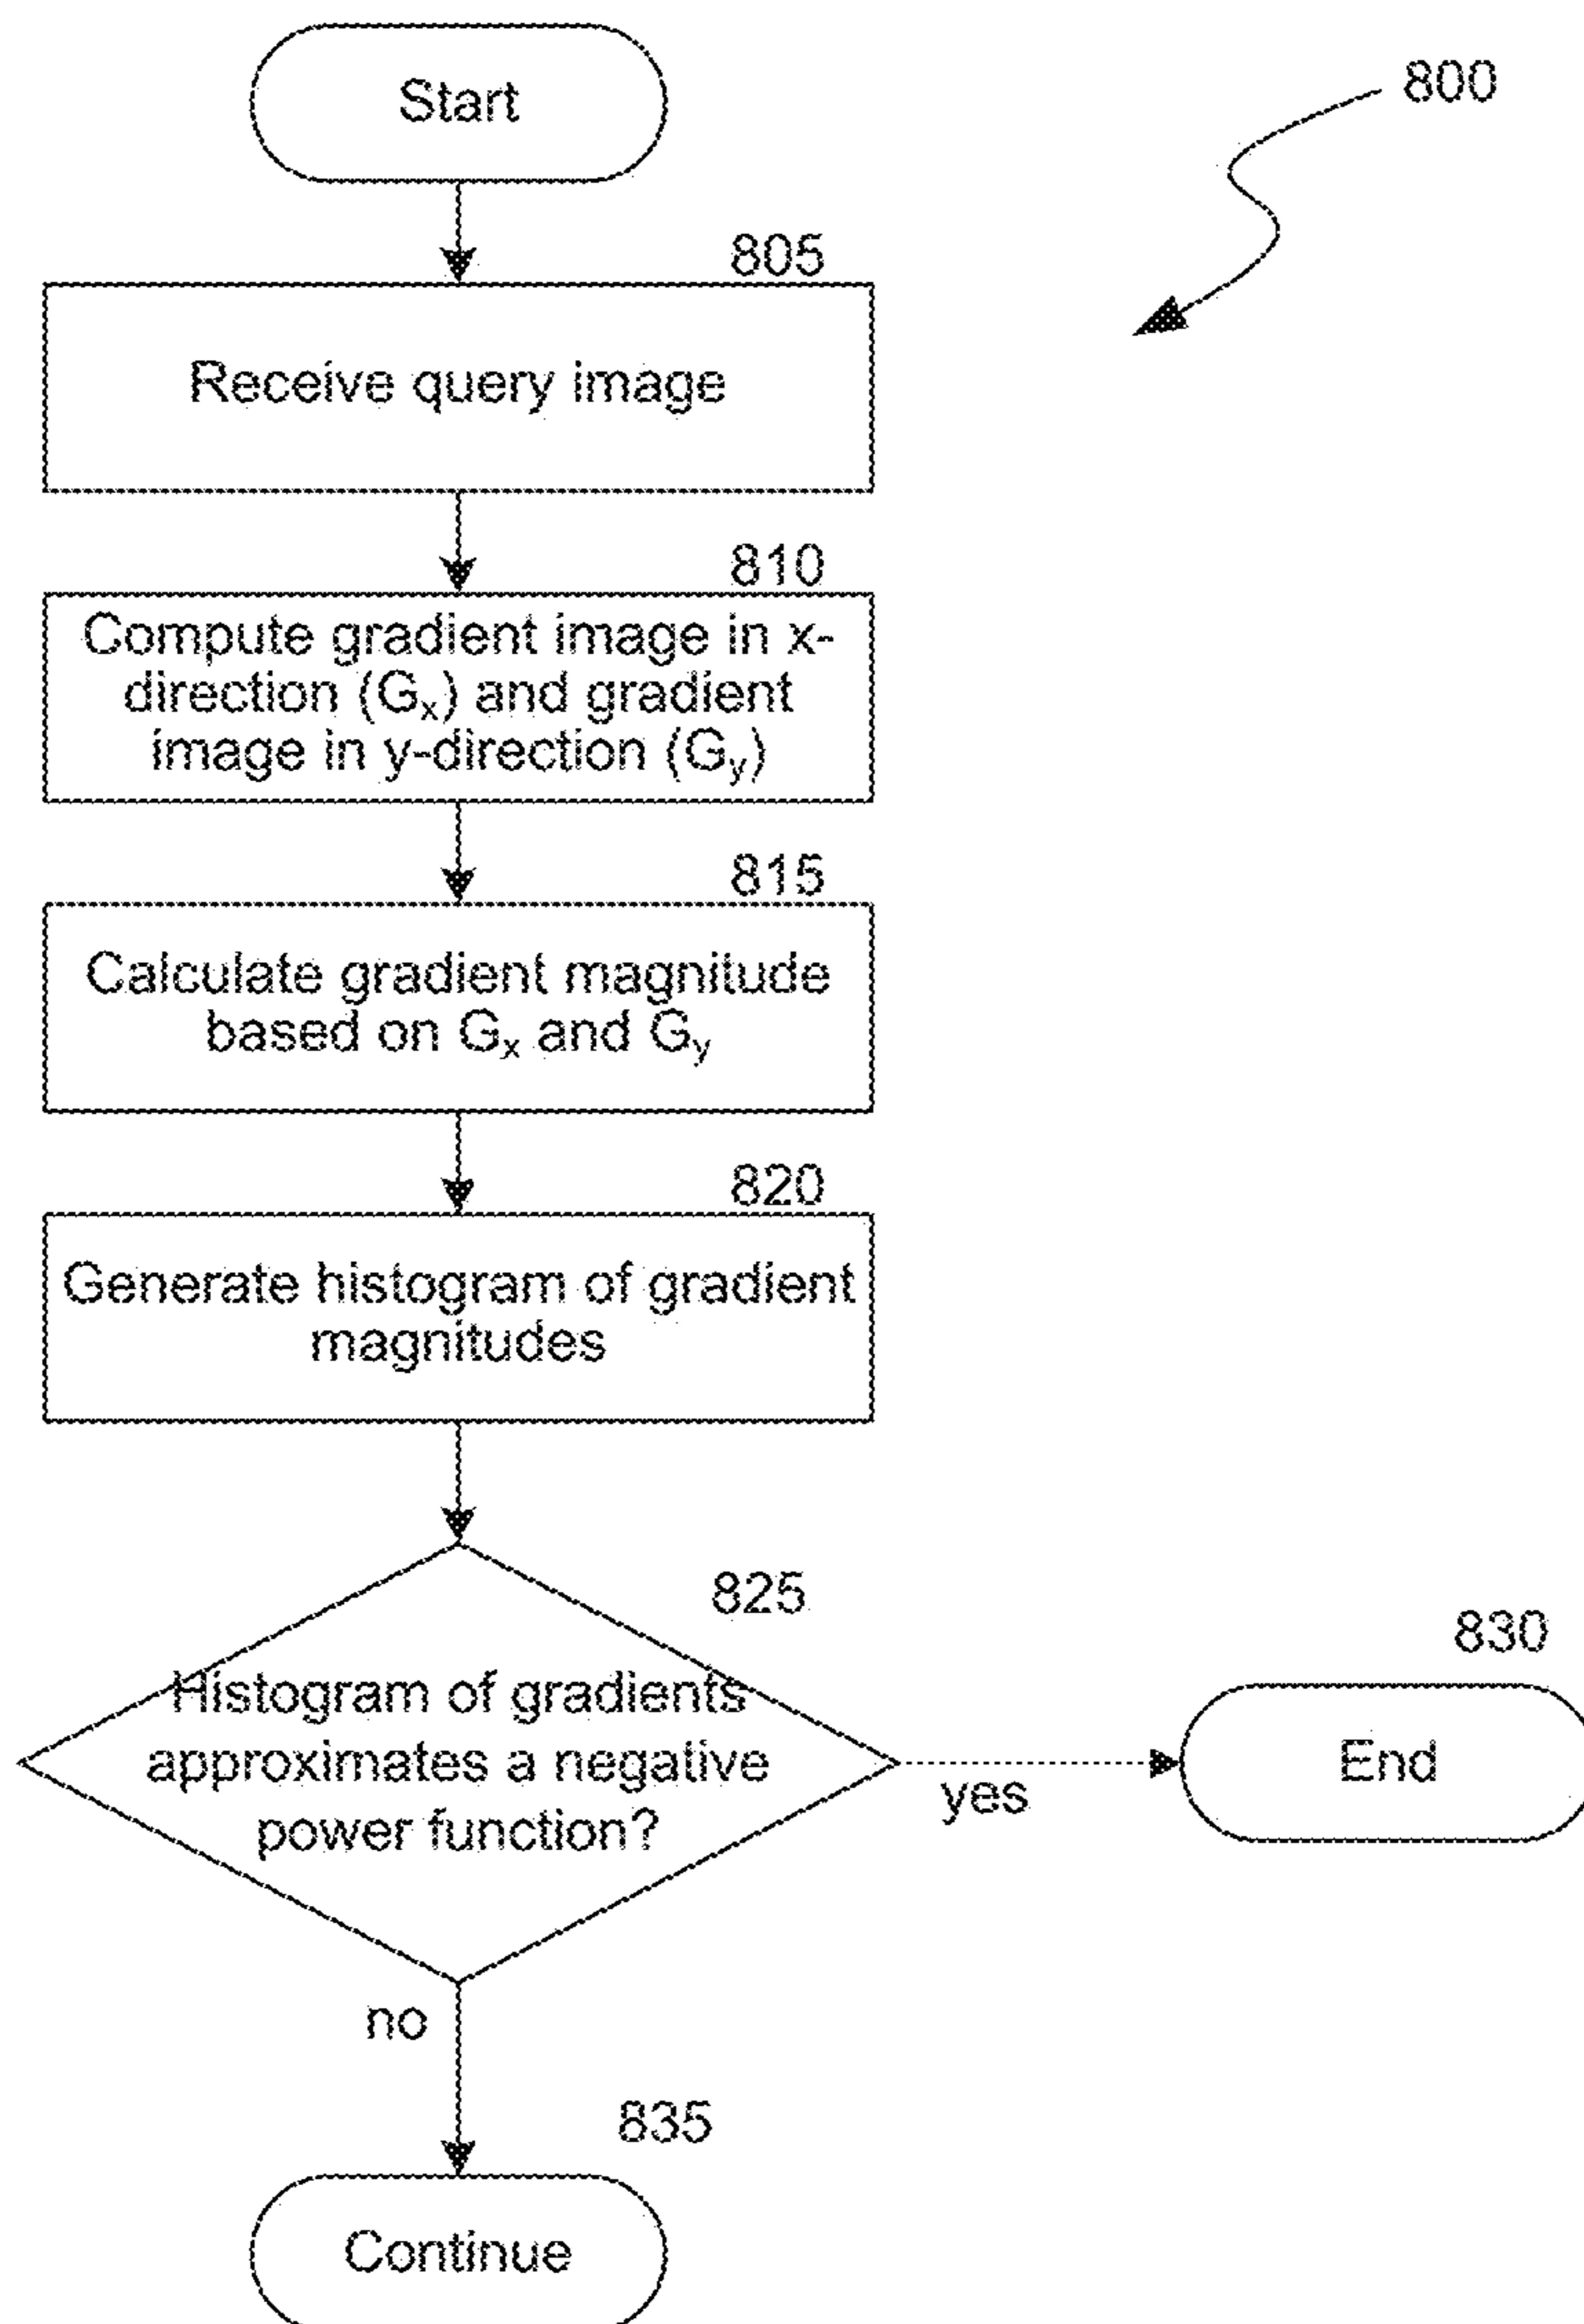 Start
800
805
Receive query image
810
Compute gradient image in x-
direction (Gₓ) and gradient
image in y-direction (Gᵧ)
815
Calculate gradient magnitude
based on Gₓ and Gᵧ
820
Generate histogram of gradient
magnitudes
825
Histogram of gradients
approximates a negative
power function?
830
End
yes
no
835
Continue